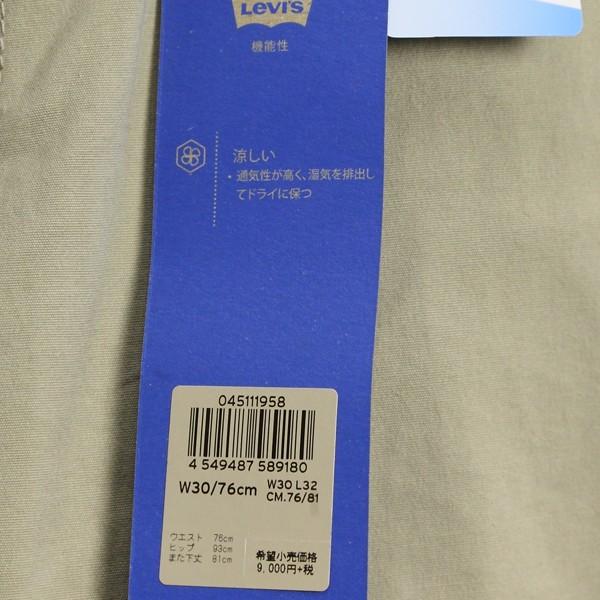 Levi's
機能性
涼しい
・通気性が高く、湿気を排出し
てドライに保つ
045111958
4 549487 589180
W30/76cm
W30 L32
CM.76/81
ウエスト 76cm
ヒップ 93cm
また下丈 81cm
希望小売価格
9,000円+税